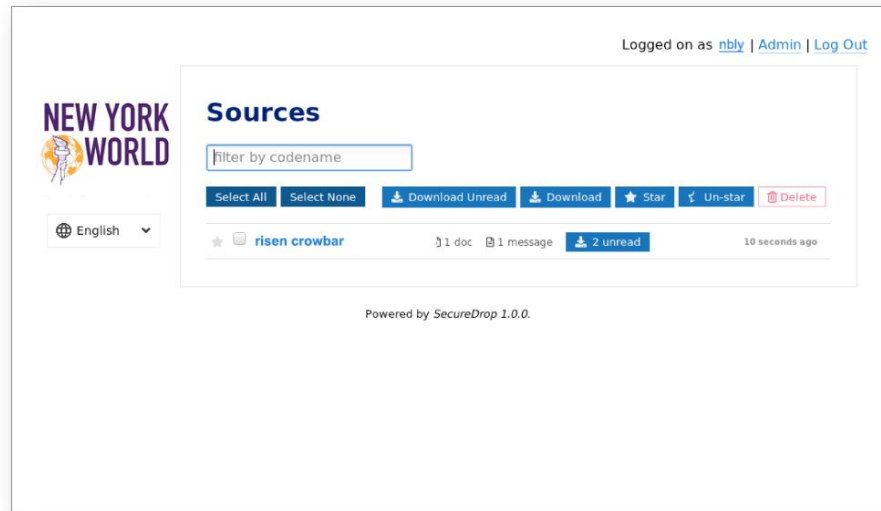 Logged on as nbly | Admin | Log Out
NEW YORK
WORLD
Sources
filter by codename
Select All Select None Download Unread Download Star Un-star Delete
English
risen crowbar 1 doc 1 message 2 unread 10 seconds ago
Powered by SecureDrop 1.0.0.